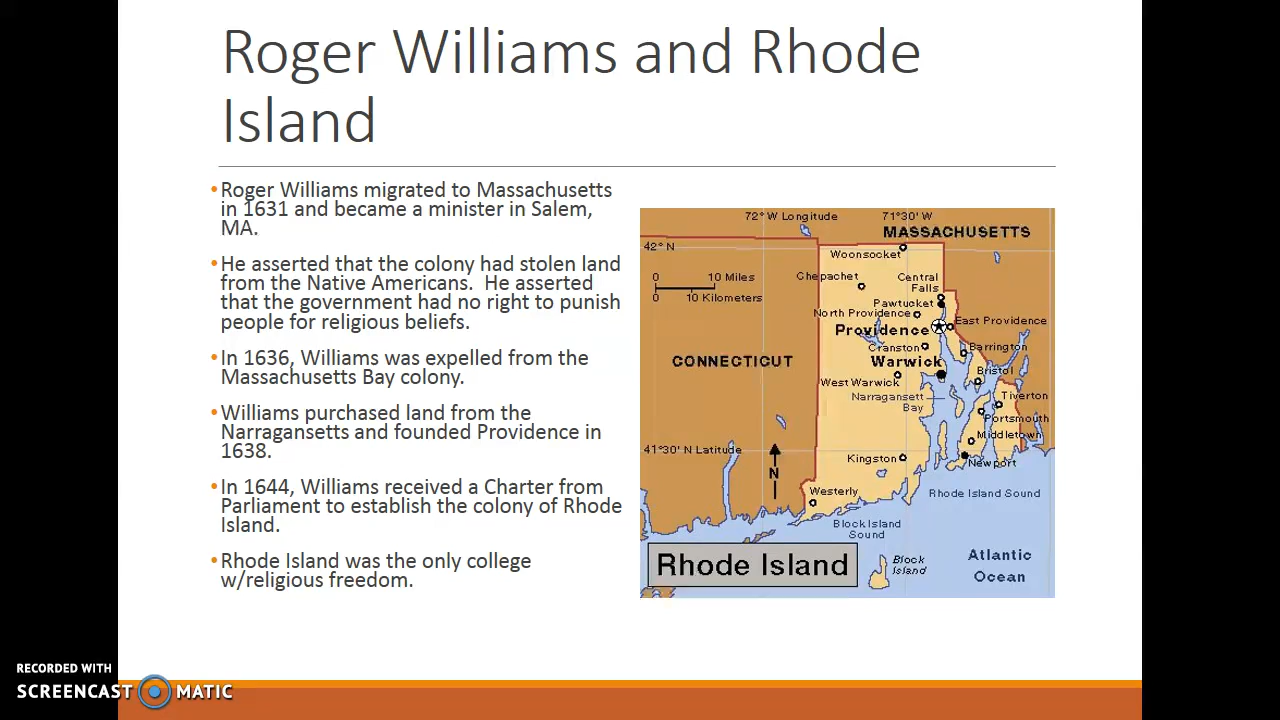 Roger Williams and Rhode
Island
•Roger Williams migrated to Massachusetts
in 1631 and became a minister in Salem,
MA.
•He asserted that the colony had stolen land
from the Native Americans.  He asserted
that the government had no right to punish
people for religious beliefs.
•In 1636, Williams was expelled from the
Massachusetts Bay colony.
•Williams purchased land from the
Narragansetts and founded Providence in
1638.
•In 1644, Williams received a Charter from
Parliament to establish the colony of Rhode
Island.
•Rhode Island was the only college
w/religious freedom.
72° W Longitude
71°30' W
MASSACHUSETTS
42° N
Woonsocket
0 10 Miles
0 10 Kilometers
Chepachet
Central
Falls
Pawtucket
North Providence
Providence
East Providence
Cranston
Barrington
CONNECTICUT
Warwick
Bristol
West Warwick
Narragansett
Bay
Tiverton
Portsmouth
Middletown
41°30' N Latitude
Kingston
Newport
N
Westerly
Rhode Island Sound
Block Island
Sound
Rhode Island
Block
Island
Atlantic
Ocean
RECORDED WITH
SCREENCAST MATIC